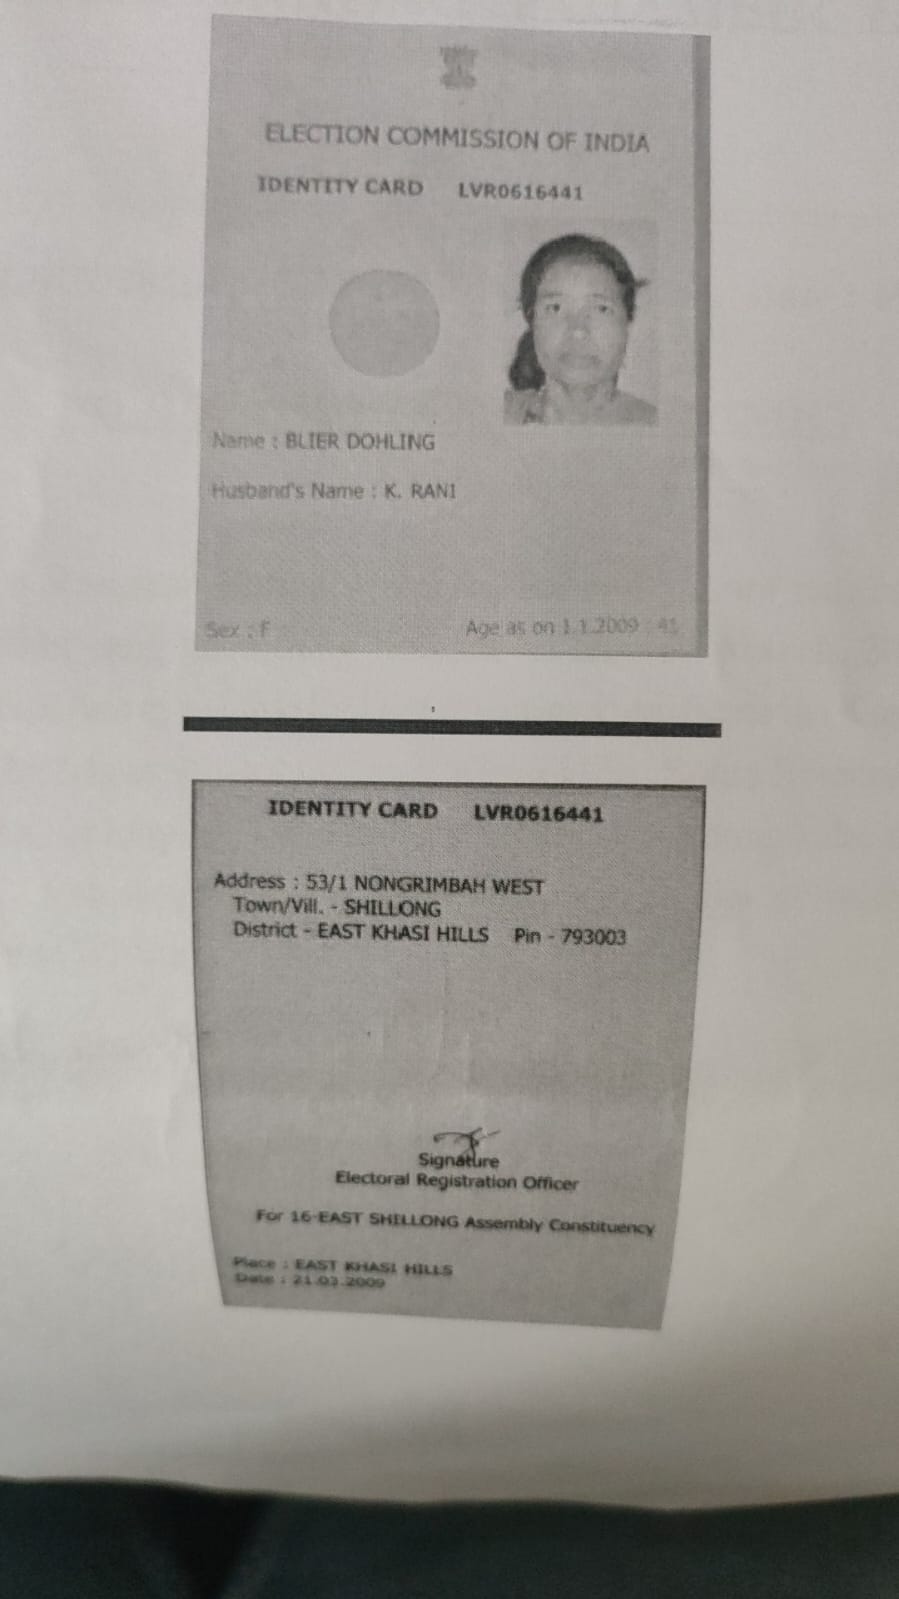 ELECTION COMMISSION OF INDIA
IDENTITY CARD LVR0616441
Name : BLIER DOHLING
Husband's Name : K. RANI
Sex : F Age as on 1.1.2009 : 41
IDENTITY CARD LVR0616441
Address : 53/1 NONGRIMBAH WEST
Town/Vill. - SHILLONG
District - EAST KHASI HILLS Pin - 793003
Signature
Electoral Registration Officer
For 16-EAST SHILLONG Assembly Constituency
Place : EAST KHASI HILLS
Date : 21.03.2009